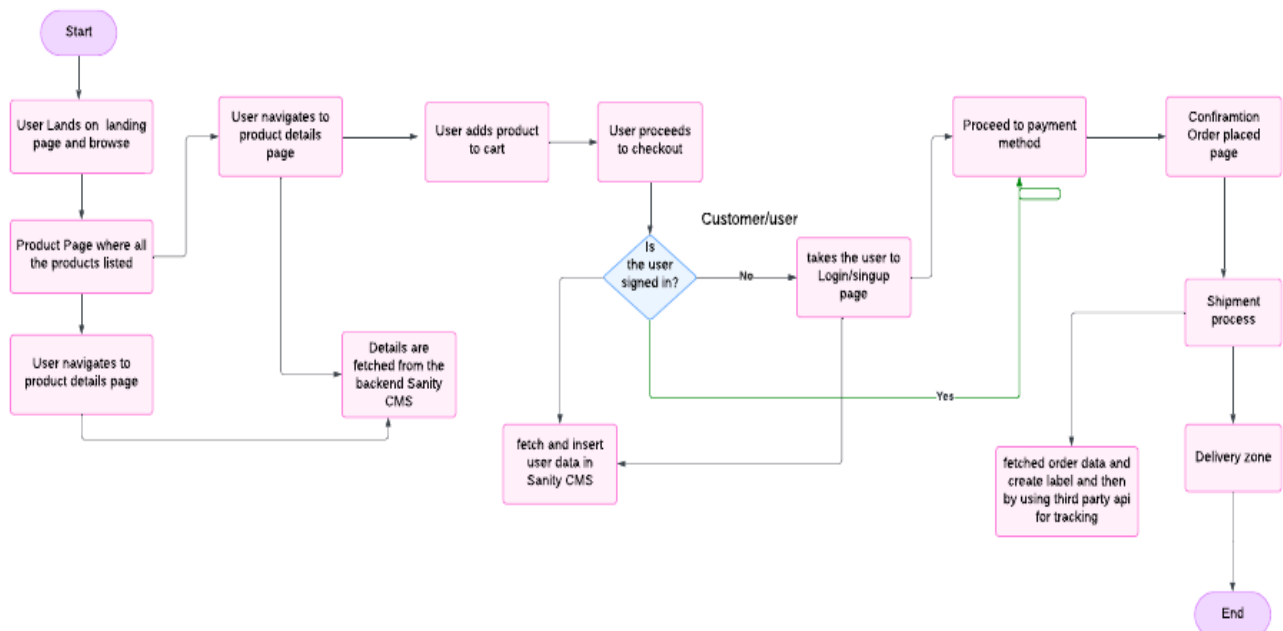 Start
User Lands on landing
page and browse
Product Page where all
the products listed
User navigates to
product details page
User navigates to
product details
page
Details are
fetched from the
backend Sanity
CMS
User adds product
to cart
User proceeds
to checkout
Is
the user
signed in?
No
Yes
Customer/user
takes the user to
Login/singup
page
fetch and insert
user data in
Sanity CMS
Proceed to payment
method
Confiramtion
Order placed
page
Shipment
process
fetched order data and
create label and then
by using third party api
for tracking
Delivery zone
End